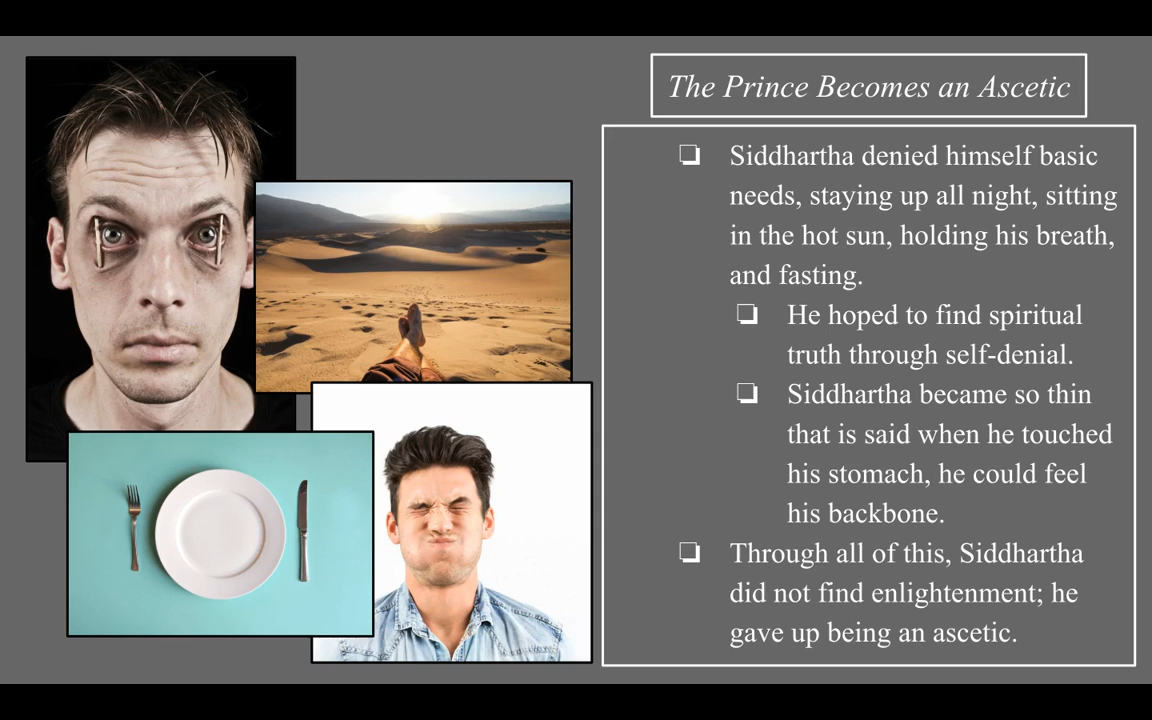 The Prince Becomes an Ascetic
❏ Siddhartha denied himself basic
needs, staying up all night, sitting
in the hot sun, holding his breath,
and fasting.
❏ He hoped to find spiritual
truth through self-denial.
❏ Siddhartha became so thin
that is said when he touched
his stomach, he could feel
his backbone.
❏ Through all of this, Siddhartha
did not find enlightenment; he
gave up being an ascetic.